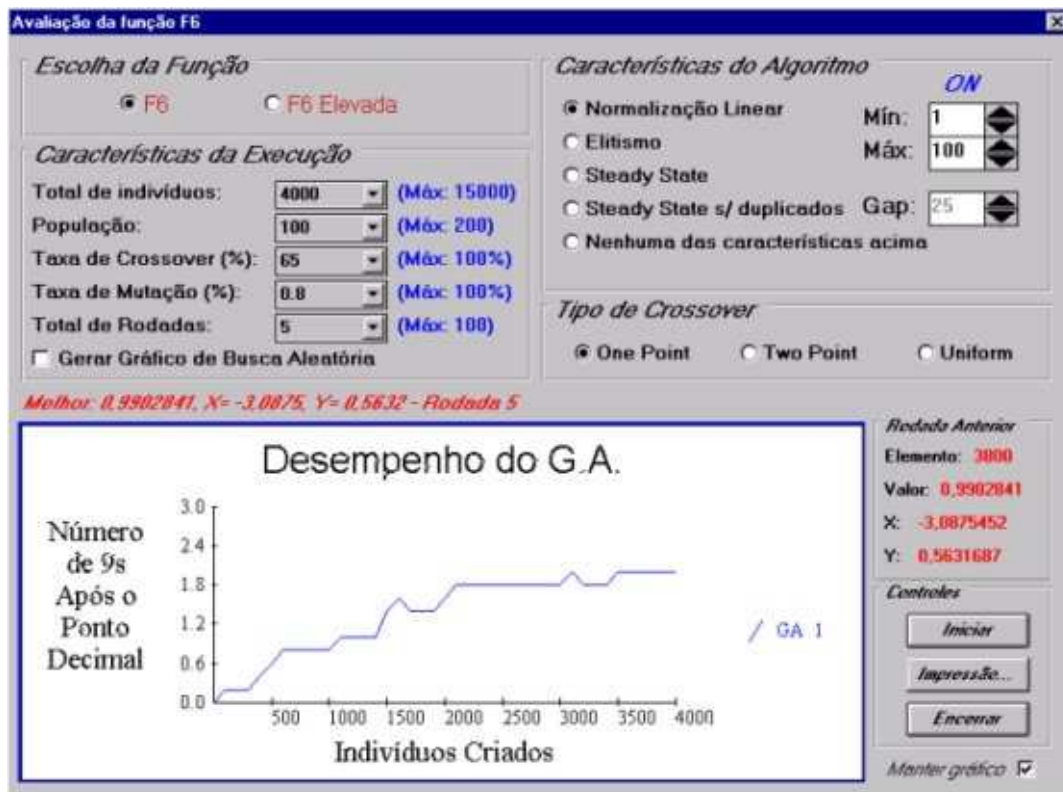 Avaliação da função F6
Escolha da Função
F6
F6 Elevada
Características da Execução
Total de indivíduos: 4000 (Máx: 15000)
População: 100 (Máx: 200)
Taxa de Crossover (%): 65 (Máx: 100%)
Taxa de Mutação (%): 0.8 (Máx: 100%)
Total de Rodadas: 5 (Máx: 100)
Gerar Gráfico de Busca Aleatória
Características do Algoritmo
ON
Normalização Linear
Mín: 1
Elitismo
Máx: 100
Steady State
Steady State s/ duplicados
Gap: 25
Nenhuma das características acima
Tipo de Crossover
One Point
Two Point
Uniform
Melhor: 0,9902841, X= -3,0875, Y= 0,5632 - Rodada 5
Desempenho do G.A.
Número
de 9s
Após o
Ponto
Decimal
3.0
2.4
1.8
1.2
0.6
0.0
500 1000 1500 2000 2500 3000 3500 4000
Indivíduos Criados
GA 1
Rodada Anterior
Elemento: 3800
Valor: 0,9902841
X: -3,0875452
Y: 0,5631687
Controles
Iniciar
Impressão...
Encerrar
Manter gráfico